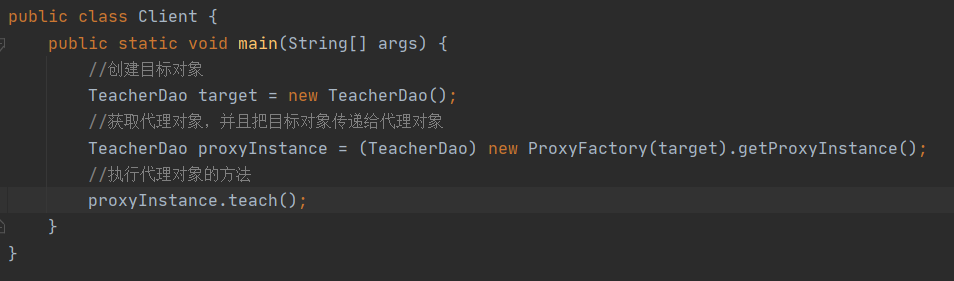 public class Client {
    public static void main(String[] args) {
        //创建目标对象
        TeacherDao target = new TeacherDao();
        //获取代理对象，并且把目标对象传递给代理对象
        TeacherDao proxyInstance = (TeacherDao) new ProxyFactory(target).getProxyInstance();
        //执行代理对象的方法
        proxyInstance.teach();
    }
}